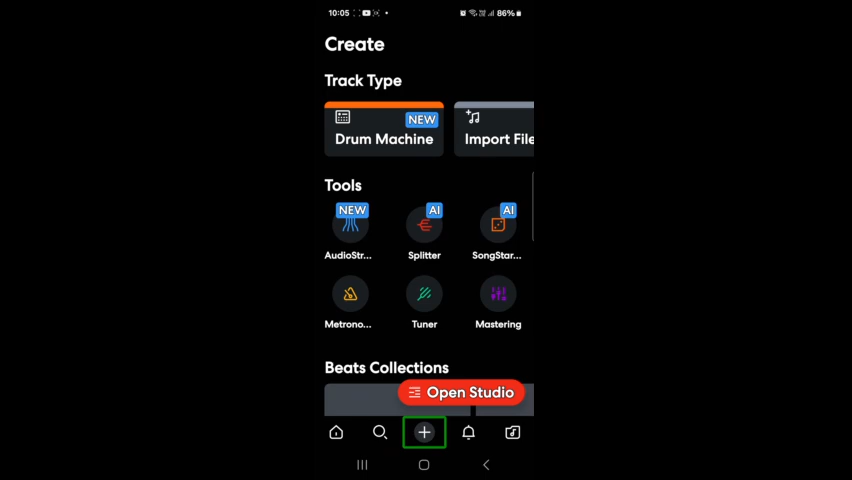 10:05 86%
Create
Track Type
NEW
Drum Machine Import File
Tools
NEW AI AI
AudioStr... Splitter SongStar...
Metrono... Tuner Mastering
Beats Collections
Open Studio